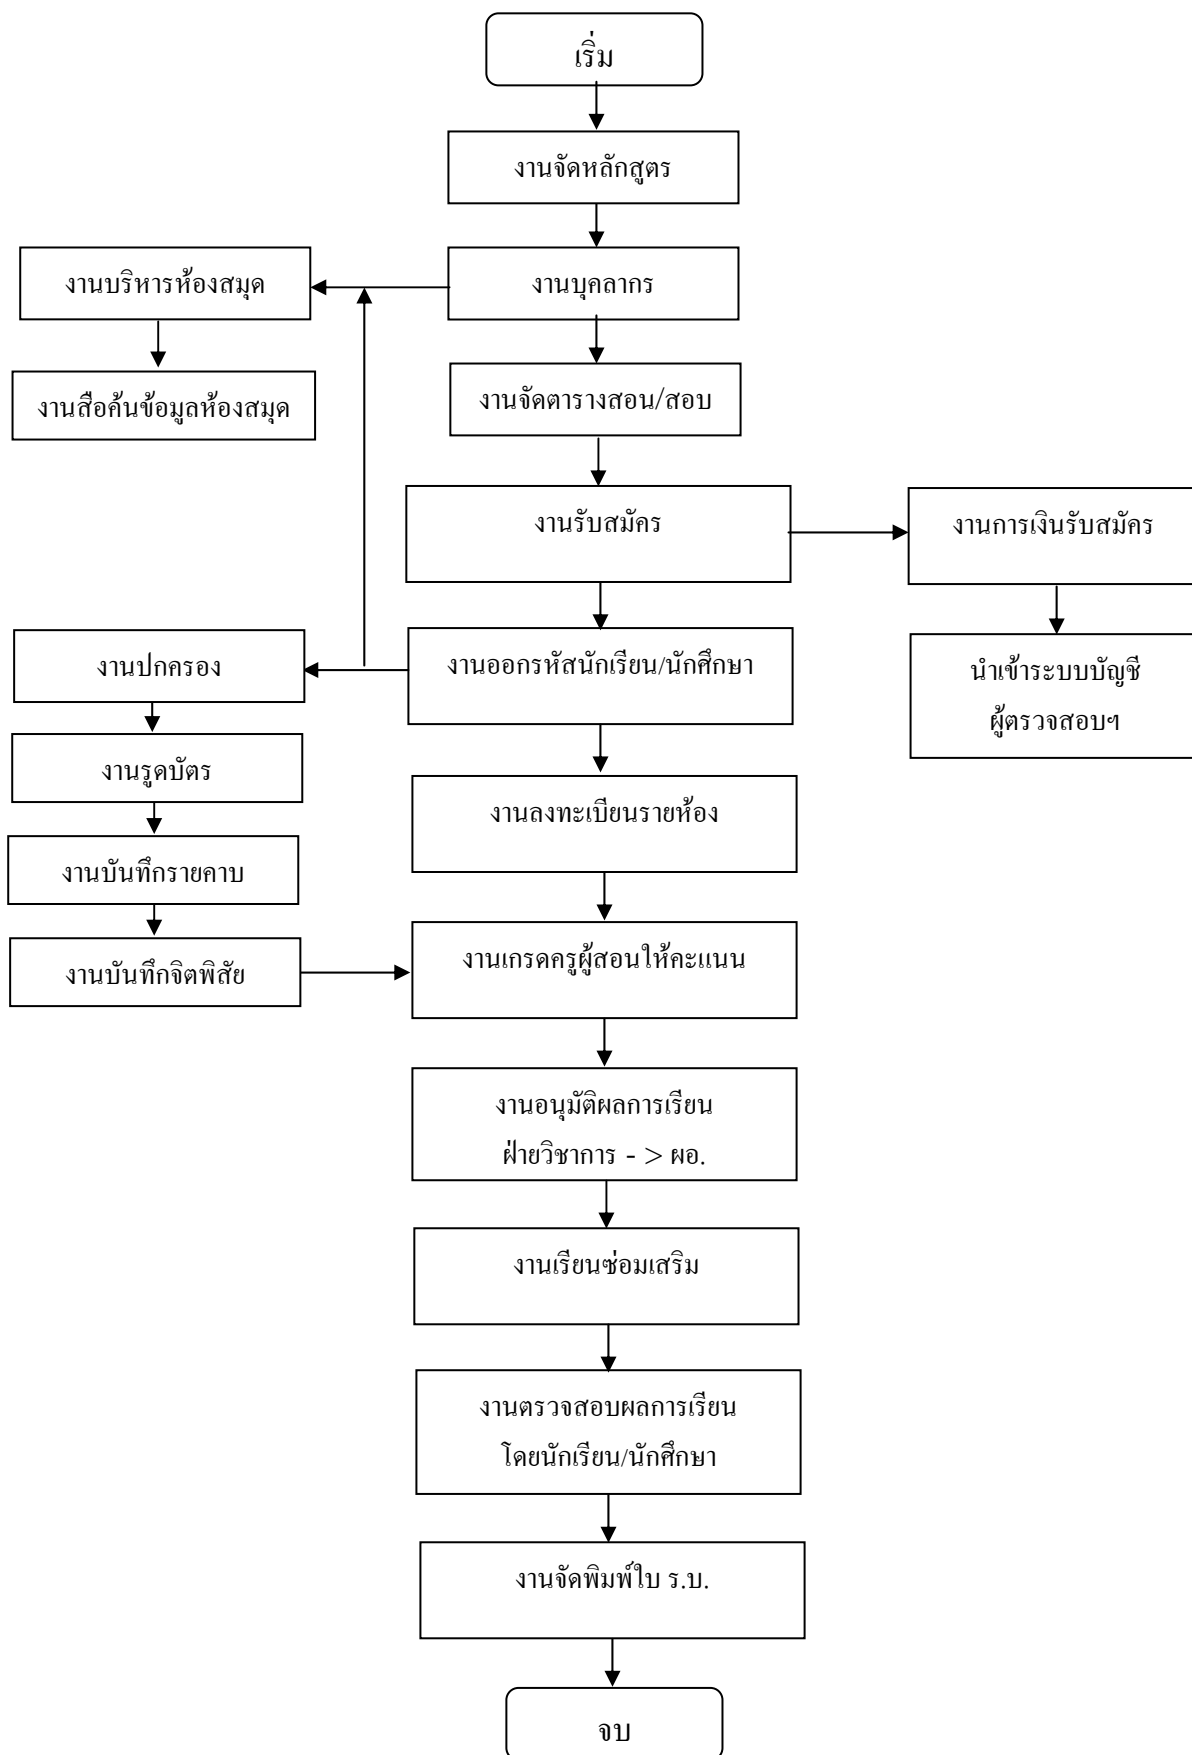 เริ่ม
งานจัดหลักสูตร
งานบริหารห้องสมุด
งานบุคลากร
งานสือค้นข้อมูลห้องสมุด
งานจัดตารางสอน/สอบ
งานรับสมัคร
งานการเงินรับสมัคร
งานปกครอง
งานออกรหัสนักเรียน/นักศึกษา
นำเข้าระบบบัญชี
ผู้ตรวจสอบฯ
งานรูดบัตร
งานลงทะเบียนรายห้อง
งานบันทึกรายคาบ
งานบันทึกจิตพิสัย
งานเกรดครูผู้สอนให้คะแนน
งานอนุมัติผลการเรียน
ฝ่ายวิชาการ - > ผอ.
งานเรียนซ่อมเสริม
งานตรวจสอบผลการเรียน
โดยนักเรียน/นักศึกษา
งานจัดพิมพ์ใบ ร.บ.
จบ